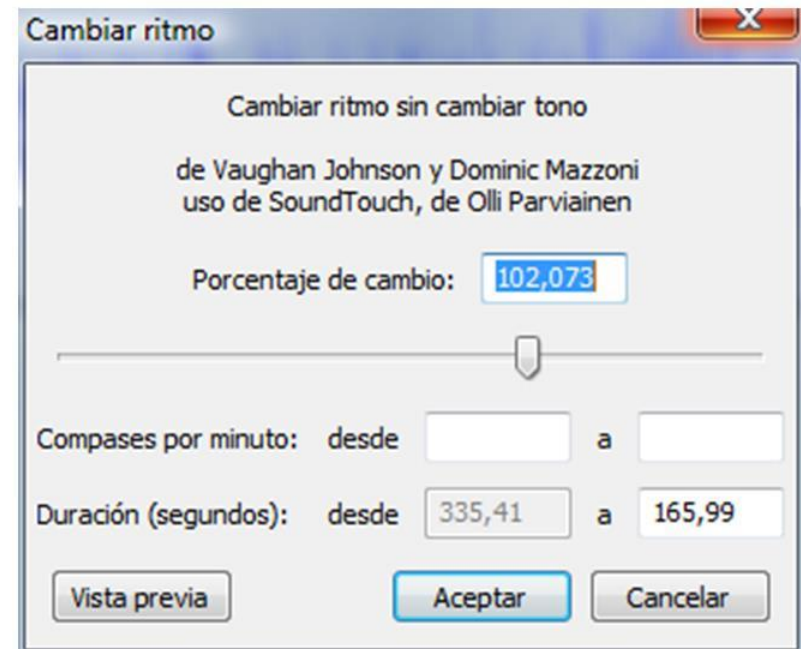 Cambiar ritmo
Cambiar ritmo sin cambiar tono
de Vaughan Johnson y Dominic Mazzoni
uso de SoundTouch, de Olli Parviainen
Porcentaje de cambio: 102,073
Compases por minuto: desde a
Duración (segundos): desde 335,41 a 165,99
Vista previa Aceptar Cancelar